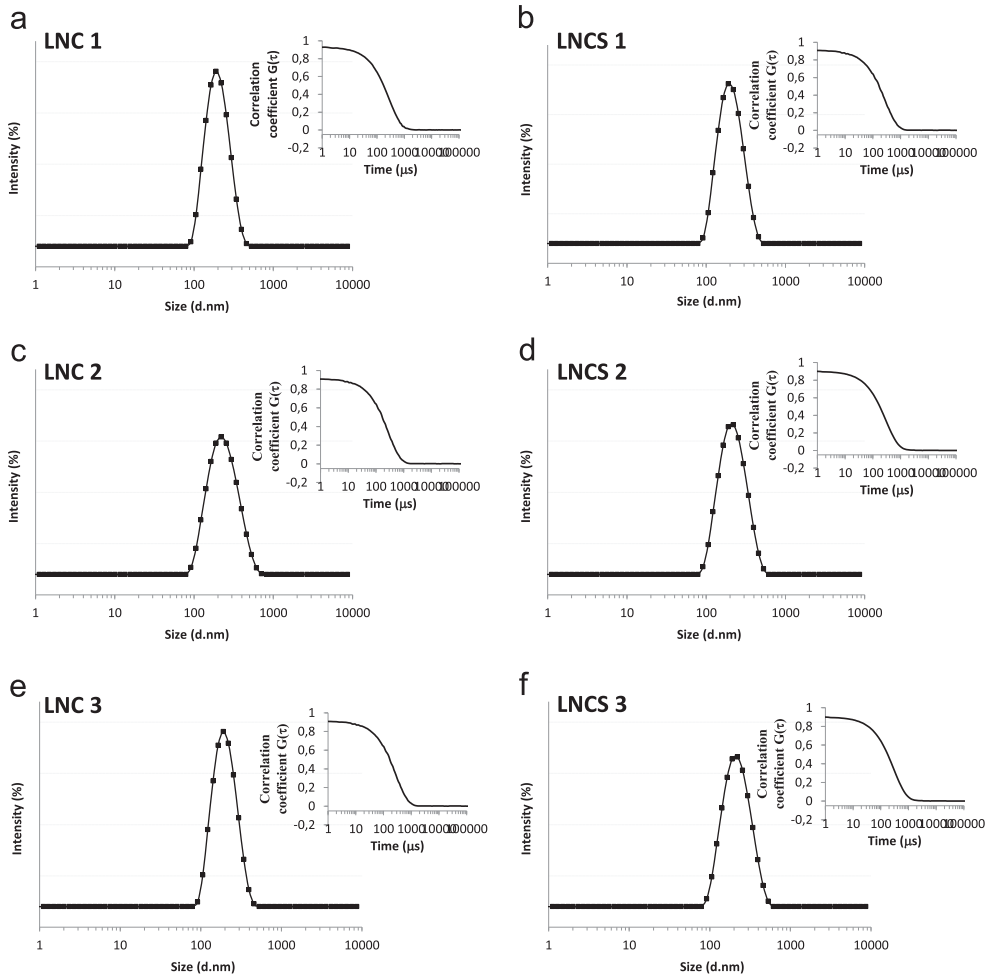 a
LNC 1
Intensity (%)
1 10 100 1000 10000
Size (d.nm)
Correlation
coefficient G(τ)
1
0,8
0,6
0,4
0,2
0
-0,2
1 10 100 1000 10000 100000
Time (μs)
b
LNCS 1
Intensity (%)
1 10 100 1000 10000
Size (d.nm)
Correlation
coefficient G(τ)
1
0,8
0,6
0,4
0,2
0
-0,2
1 10 100 1000 10000 100000
Time (μs)
c
LNC 2
Intensity (%)
1 10 100 1000 10000
Size (d.nm)
Correlation
coefficient G(τ)
1
0,8
0,6
0,4
0,2
0
-0,2
1 10 100 1000 10000 100000
Time (μs)
d
LNCS 2
Intensity (%)
1 10 100 1000 10000
Size (d.nm)
Correlation
coefficient G(τ)
1
0,8
0,6
0,4
0,2
0
-0,2
1 10 100 1000 10000 100000
Time (μs)
e
LNC 3
Intensity (%)
1 10 100 1000 10000
Size (d.nm)
Correlation
coefficient G(τ)
1
0,8
0,6
0,4
0,2
0
-0,2
1 10 100 1000 10000 100000
Time (μs)
f
LNCS 3
Intensity (%)
1 10 100 1000 10000
Size (d.nm)
Correlation
coefficient G(τ)
1
0,8
0,6
0,4
0,2
0
-0,2
1 10 100 1000 10000 100000
Time (μs)